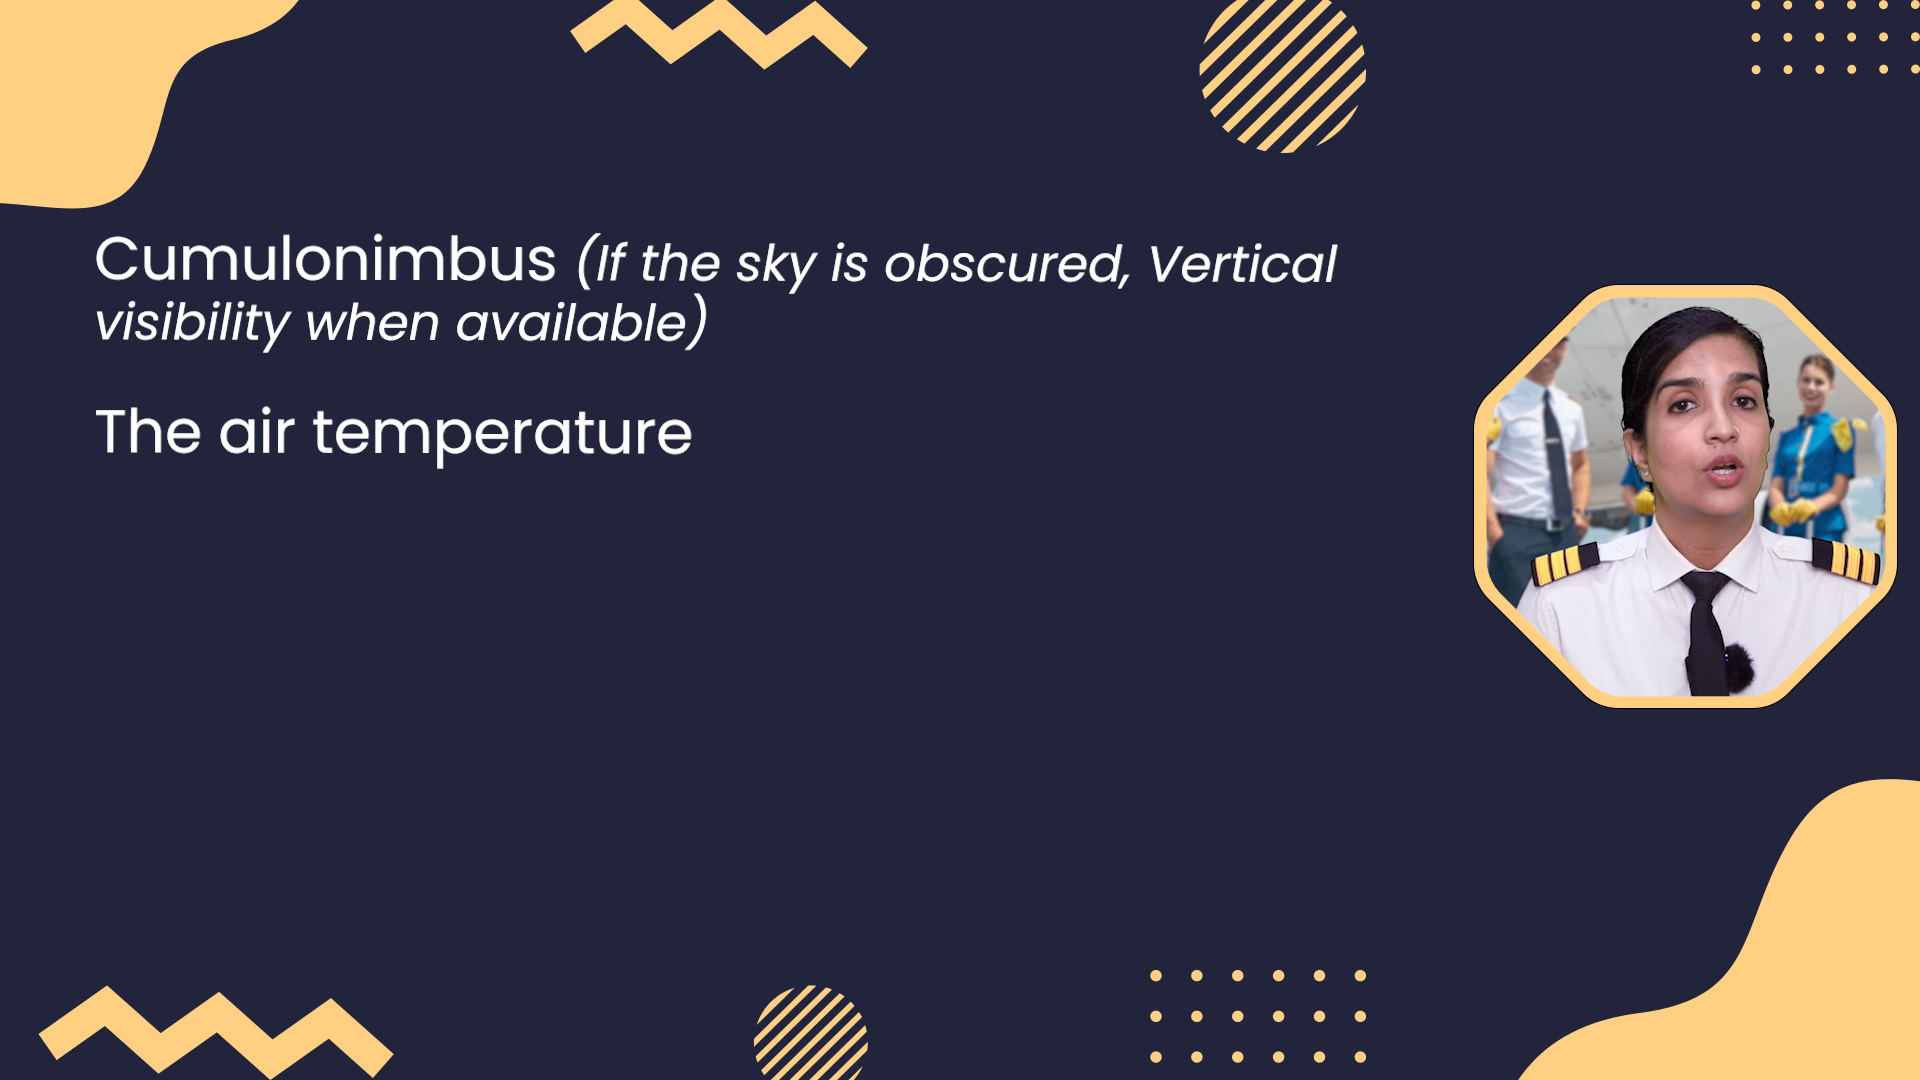 Cumulonimbus (If the sky is obscured, Vertical
visibility when available)
The air temperature